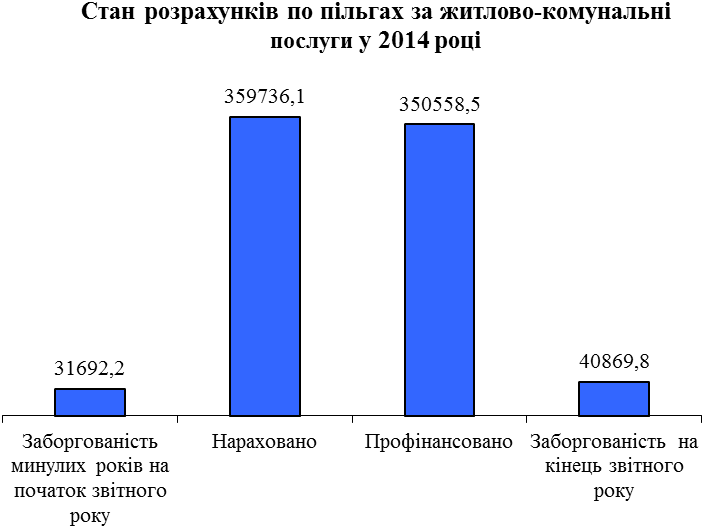 Стан розрахунків по пільгах за житлово-комунальні
послуги у 2014 році
359736,1
350558,5
31692,2
40869,8
Заборгованість
минулих років на
початок звітного
року
Нараховано
Профінансовано
Заборгованість на
кінець звітного
року